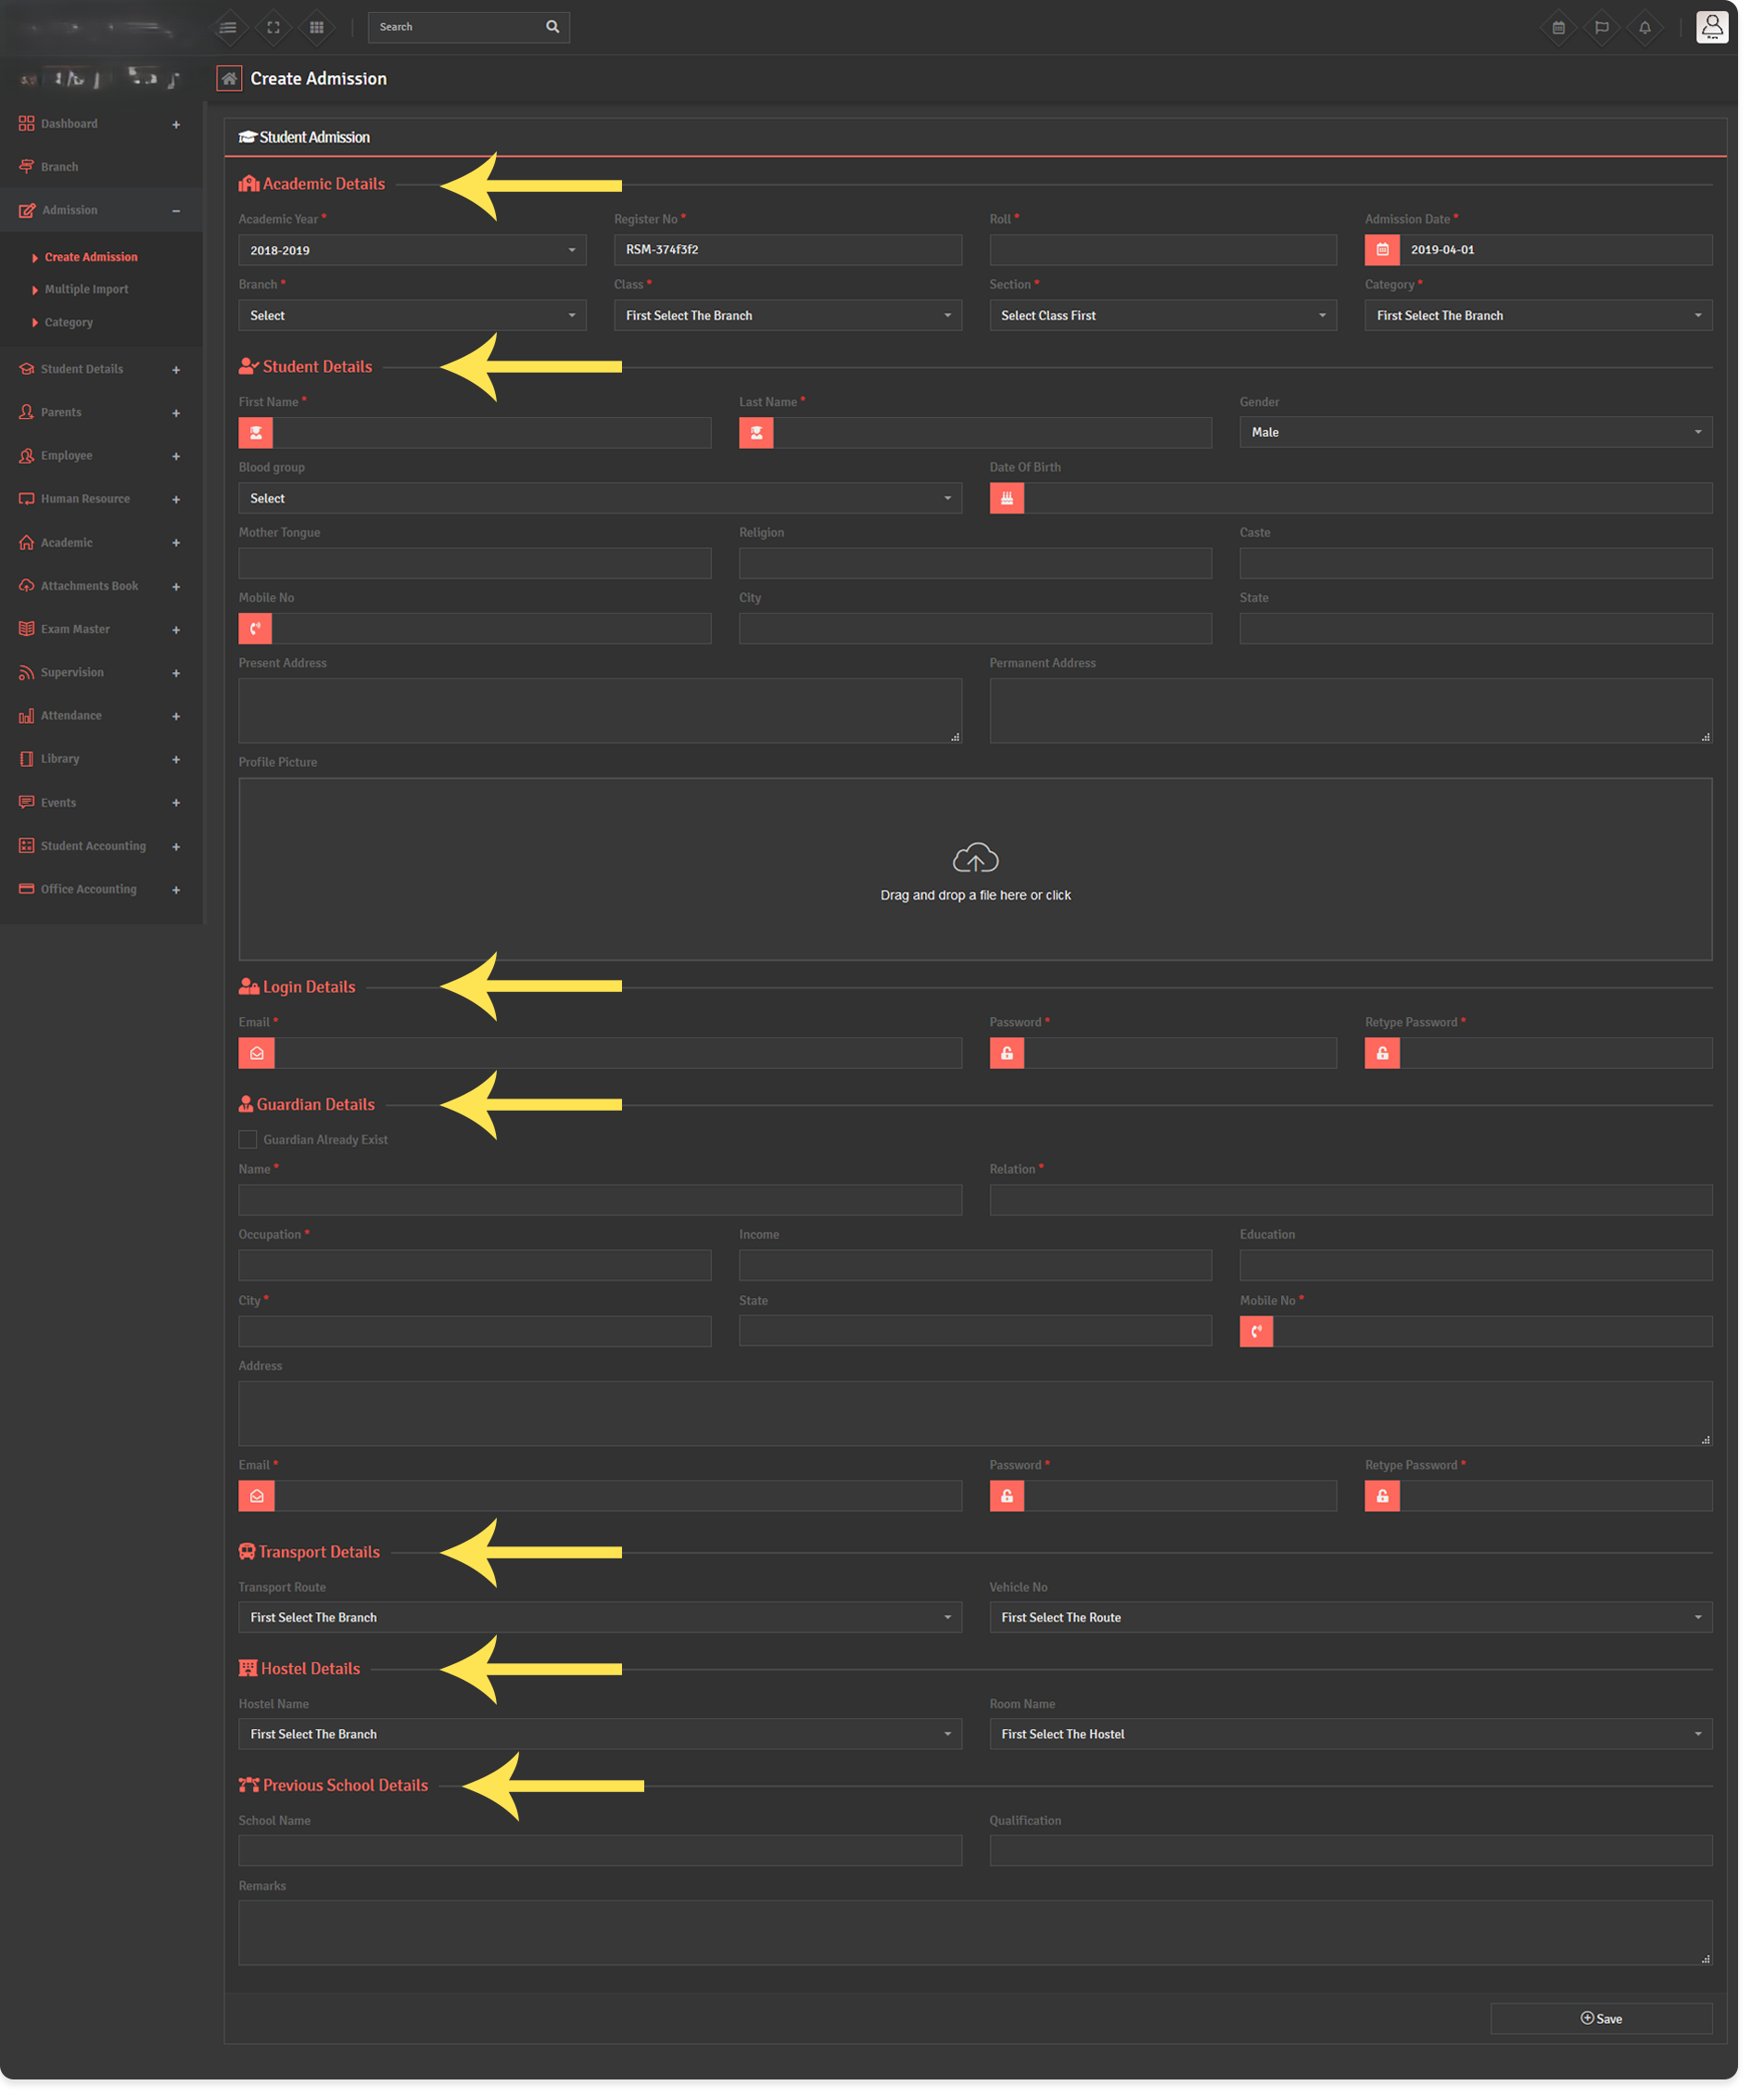 Search
Create Admission
Dashboard
Branch
Admission
Create Admission
Multiple Import
Category
Student Details
Parents
Employee
Human Resource
Academic
Attachments Book
Exam Master
Supervision
Attendance
Library
Events
Student Accounting
Office Accounting
Student Admission
Academic Details
Academic Year * Register No * Roll * Admission Date *
2018-2019 RSM-374f3f2 2019-04-01
Branch * Class * Section * Category *
Select First Select The Branch Select Class First First Select The Branch
Student Details
First Name * Last Name * Gender
Male
Blood group Date Of Birth
Select
Mother Tongue Religion Caste
Mobile No City State
Present Address Permanent Address
Profile Picture
Drag and drop a file here or click
Login Details
Email * Password * Retype Password *
Guardian Details
Guardian Already Exist
Name * Relation *
Occupation * Income Education
City * State Mobile No *
Address
Email * Password * Retype Password *
Transport Details
Transport Route Vehicle No
First Select The Branch First Select The Route
Hostel Details
Hostel Name Room Name
First Select The Branch First Select The Hostel
Previous School Details
School Name Qualification
Remarks
Save